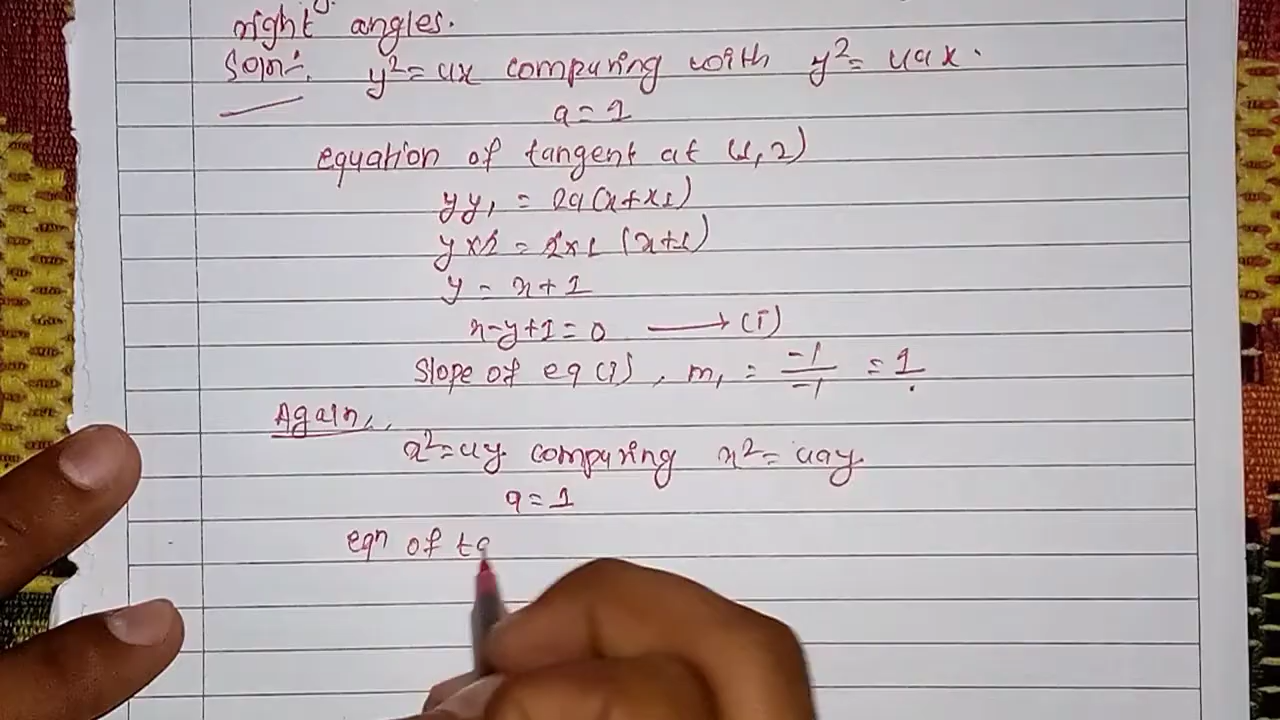 right angles.
Soln:- y² = 4x comparing with y² = 4ax.
a = 1
equation of tangent at (1,2)
yy₁ = 2a(x+x₁)
y×2 = 2×1 (x+1)
y = x+1
x-y+1=0 → (i)
Slope of eq (i), m₁ = -1/-1 = 1
Again,
x²=4y comparing x²=4ay.
a = 1
eqn of ta